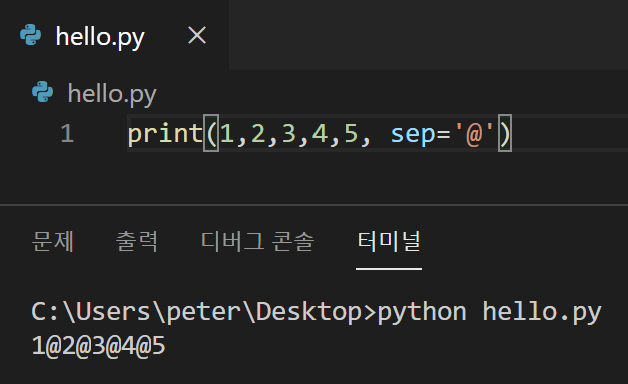 hello.py
hello.py
1 print(1,2,3,4,5, sep='@')
문제 출력 디버그 콘솔 터미널
C:\Users\peter\Desktop>python hello.py
1@2@3@4@5